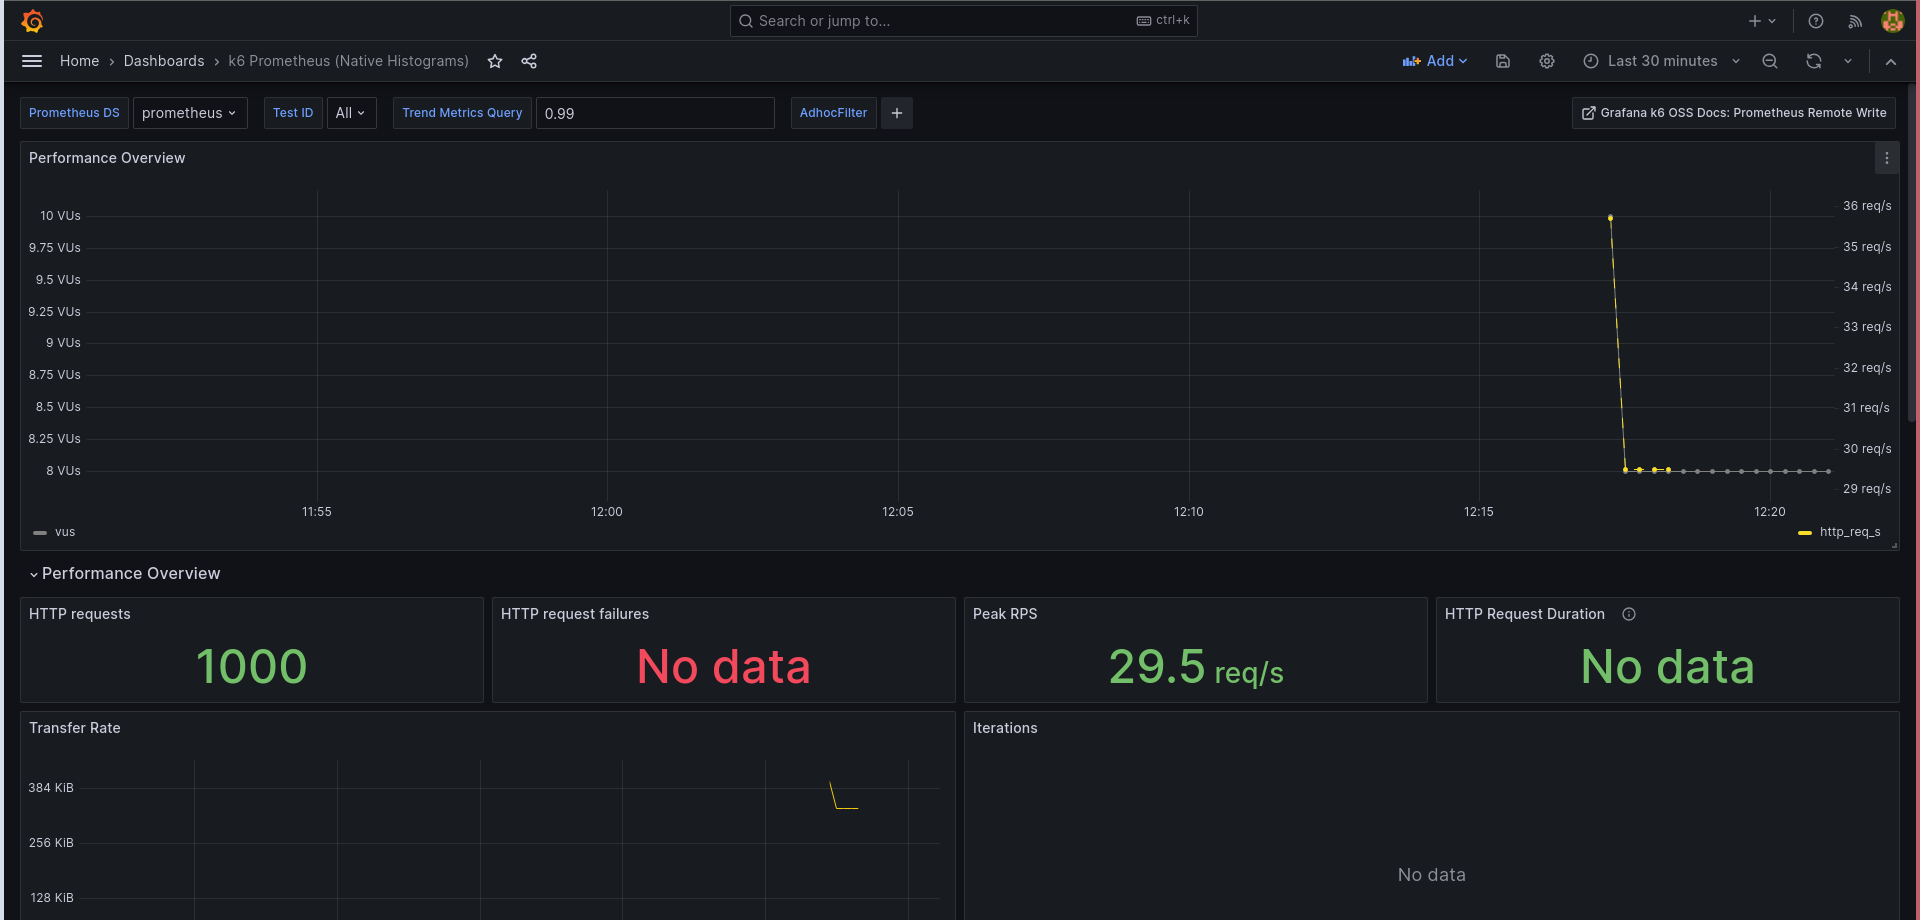 Search or jump to... ctrl+k
Home › Dashboards › k6 Prometheus (Native Histograms) Add Last 30 minutes
Prometheus DS prometheus Test ID All Trend Metrics Query 0.99 AdhocFilter + Grafana k6 OSS Docs: Prometheus Remote Write
Performance Overview
10 VUs
9.75 VUs
9.5 VUs
9.25 VUs
9 VUs
8.75 VUs
8.5 VUs
8.25 VUs
8 VUs
36 req/s
35 req/s
34 req/s
33 req/s
32 req/s
31 req/s
30 req/s
29 req/s
11:55 12:00 12:05 12:10 12:15 12:20
vus http_req_s
Performance Overview
HTTP requests
1000
HTTP request failures
No data
Peak RPS
29.5 req/s
HTTP Request Duration
No data
Transfer Rate
384 KiB
256 KiB
128 KiB
Iterations
No data